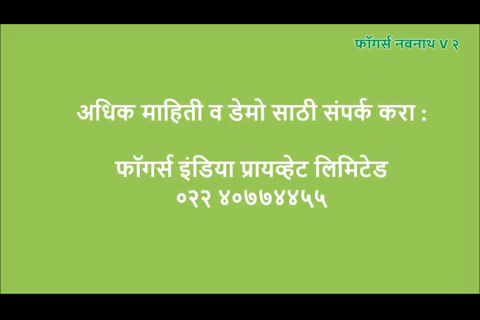 फॉगर्स नवनाथ V २
अधिक माहिती व डेमो साठी संपर्क करा :
फॉगर्स इंडिया प्रायव्हेट लिमिटेड
०२२ ४०७७४४५५